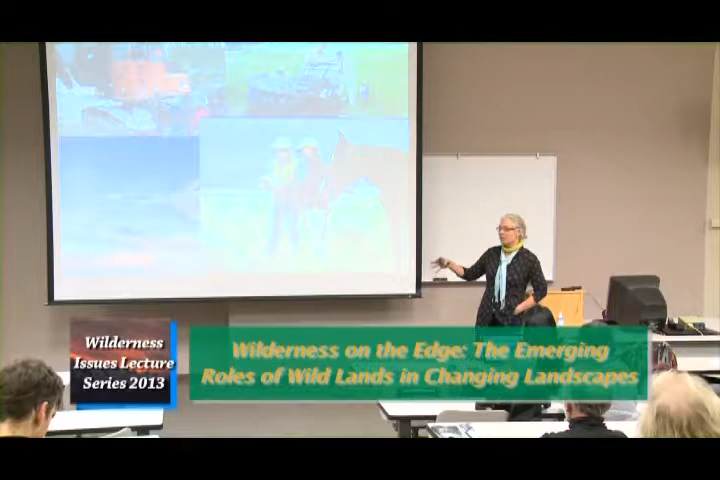 Wilderness
Issues Lecture
Series 2013
Wilderness on the Edge: The Emerging
Roles of Wild Lands in Changing Landscapes